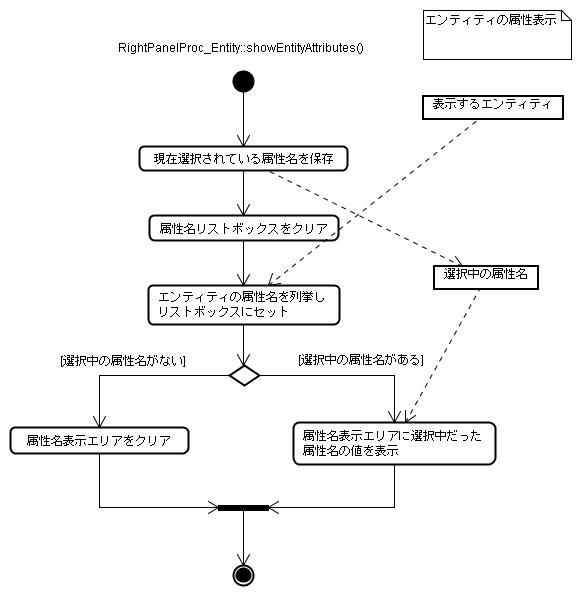 エンティティの属性表示
RightPanelProc_Entity::showEntityAttributes()
表示するエンティティ
現在選択されている属性名を保存
属性名リストボックスをクリア
選択中の属性名
エンティティの属性名を列挙し
リストボックスにセット
[選択中の属性名がない]
[選択中の属性名がある]
属性名表示エリアをクリア
属性名表示エリアに選択中だった
属性名の値を表示